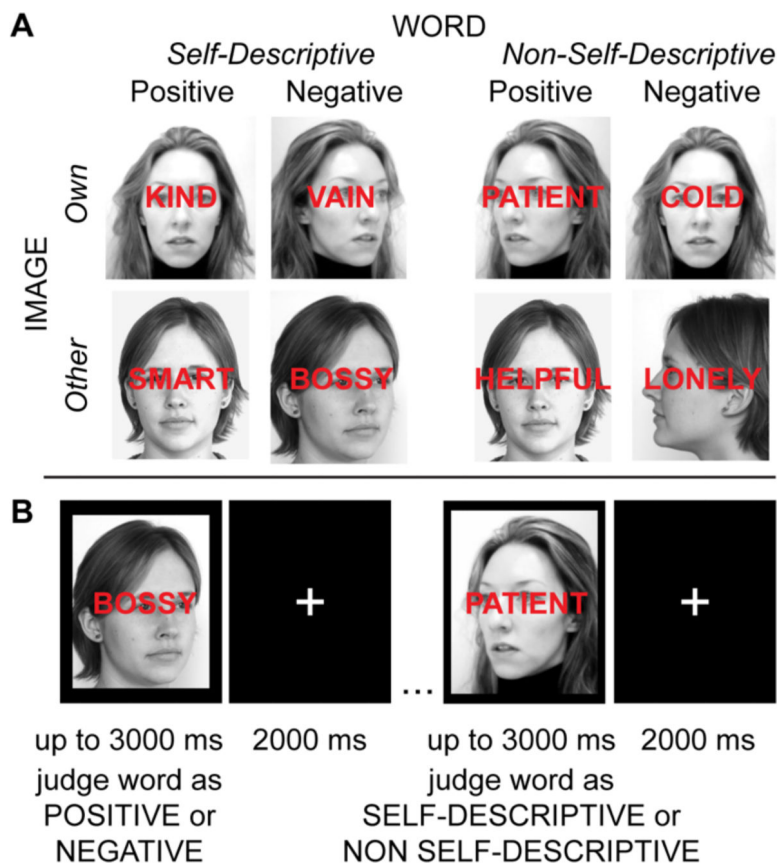 A
WORD
Self-Descriptive Non-Self-Descriptive
Positive Negative Positive Negative
IMAGE
Own
KIND VAIN PATIENT COLD
Other
SMART BOSSY HELPFUL LONELY
B
BOSSY + PATIENT +
...
up to 3000 ms 2000 ms up to 3000 ms 2000 ms
judge word as judge word as
POSITIVE or SELF-DESCRIPTIVE or
NEGATIVE NON SELF-DESCRIPTIVE